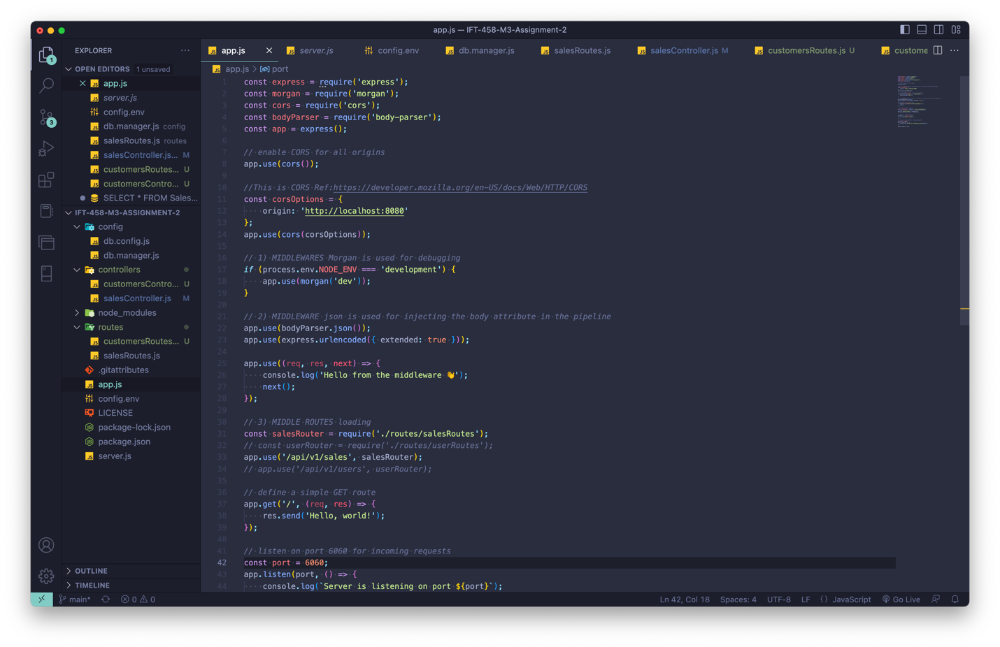 app.js — IFT-458-M3-Assignment-2
EXPLORER
OPEN EDITORS 1 unsaved
app.js
server.js
config.env
db.manager.js config
salesRoutes.js routes
salesController.js... M
customersRoutes... U
customersContro... U
SELECT * FROM Sales...
IFT-458-M3-ASSIGNMENT-2
config
db.config.js
db.manager.js
controllers
customersContro... U
salesController.js M
node_modules
routes
customersRoutes... U
salesRoutes.js
.gitattributes
app.js
config.env
LICENSE
package-lock.json
package.json
server.js
OUTLINE
TIMELINE
1
3
app.js server.js config.env db.manager.js salesRoutes.js salesController.js M customersRoutes.js U custome
app.js > port
1 const express = require('express');
2 const morgan = require('morgan');
3 const cors = require('cors');
4 const bodyParser = require('body-parser');
5 const app = express();
6
7 // enable CORS for all origins
8 app.use(cors());
9
10 //This is CORS Ref:https://developer.mozilla.org/en-US/docs/Web/HTTP/CORS
11 const corsOptions = {
12 origin: 'http://localhost:8080'
13 };
14 app.use(cors(corsOptions));
15
16 // 1) MIDDLEWARES Morgan is used for debugging
17 if (process.env.NODE_ENV === 'development') {
18 app.use(morgan('dev'));
19 }
20
21 // 2) MIDDLEWARE json is used for injecting the body attribute in the pipeline
22 app.use(bodyParser.json());
23 app.use(express.urlencoded({ extended: true }));
24
25 app.use((req, res, next) => {
26 console.log('Hello from the middleware 👋');
27 next();
28 });
29
30 // 3) MIDDLE ROUTES loading
31 const salesRouter = require('./routes/salesRoutes');
32 // const userRouter = require('./routes/userRoutes');
33 app.use('/api/v1/sales', salesRouter);
34 // app.use('/api/v1/users', userRouter);
35
36 // define a simple GET route
37 app.get('/', (req, res) => {
38 res.send('Hello, world!');
39 });
40
41 // listen on port 6060 for incoming requests
42 const port = 6060;
43 app.listen(port, () => {
44 console.log(`Server is listening on port ${port}`);
main* 0 0 Ln 42, Col 18 Spaces: 4 UTF-8 LF {} JavaScript Go Live